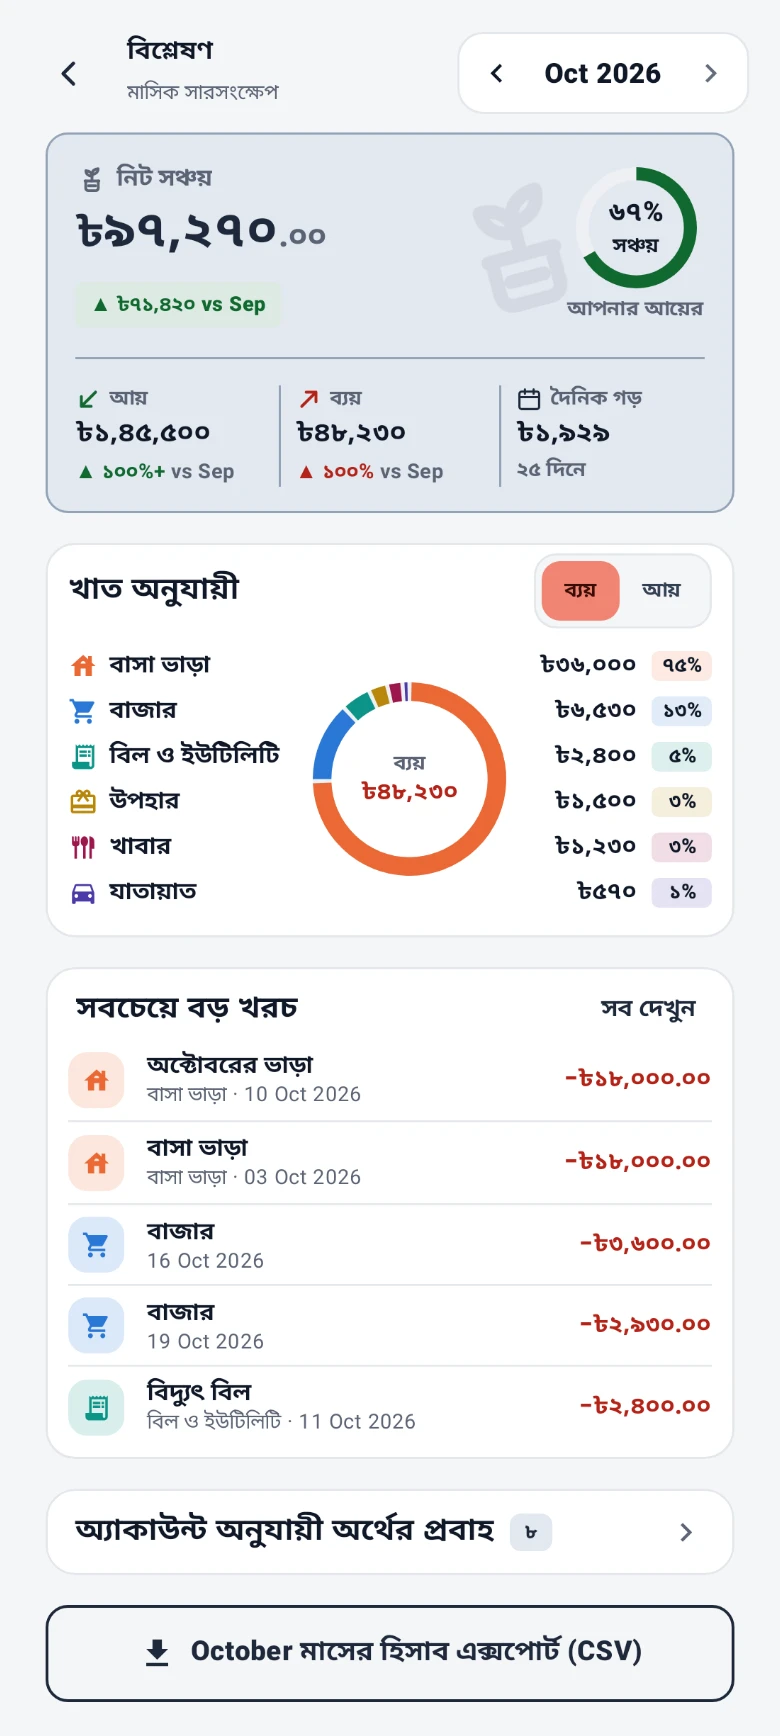 বিশ্লেষণ
মাসিক সারসংক্ষেপ
Oct 2026
নিট সঞ্চয়
৳৯৭,২৭০.০০
▲ ৳৭১,৪২০ vs Sep
৬৭%
সঞ্চয়
আপনার আয়ের
আয়
৳১,৪৫,৫০০
▲ ১০০%+ vs Sep
ব্যয়
৳৪৮,২৩০
▲ ১০০% vs Sep
দৈনিক গড়
৳১,৯২৯
২৫ দিনে
খাত অনুযায়ী
ব্যয় আয়
বাসা ভাড়া ৳৩৬,০০০ ৭৫%
বাজার ৳৬,৫৩০ ১৩%
বিল ও ইউটিলিটি ৳২,৪০০ ৫%
উপহার ৳১,৫০০ ৩%
খাবার ৳১,২৩০ ৩%
যাতায়াত ৳৫৭০ ১%
ব্যয়
৳৪৮,২৩০
সবচেয়ে বড় খরচ সব দেখুন
অক্টোবরের ভাড়া −৳১৮,০০০.০০
বাসা ভাড়া · 10 Oct 2026
বাসা ভাড়া −৳১৮,০০০.০০
বাসা ভাড়া · 03 Oct 2026
বাজার −৳৩,৬০০.০০
16 Oct 2026
বাজার −৳২,৯৩০.০০
19 Oct 2026
বিদ্যুৎ বিল −৳২,৪০০.০০
বিল ও ইউটিলিটি · 11 Oct 2026
অ্যাকাউন্ট অনুযায়ী অর্থের প্রবাহ ৮
October মাসের হিসাব এক্সপোর্ট (CSV)